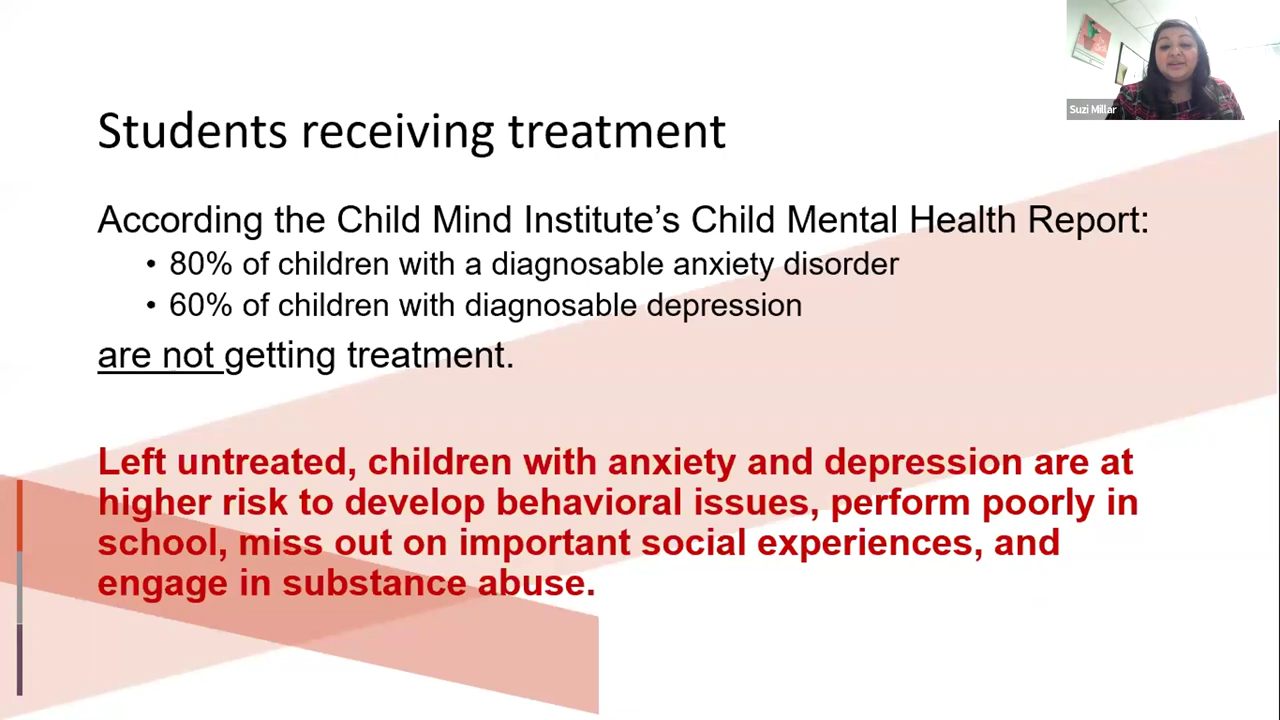 Suzi Millar
Students receiving treatment
According the Child Mind Institute’s Child Mental Health Report:
• 80% of children with a diagnosable anxiety disorder
• 60% of children with diagnosable depression
are not getting treatment.
Left untreated, children with anxiety and depression are at
higher risk to develop behavioral issues, perform poorly in
school, miss out on important social experiences, and
engage in substance abuse.